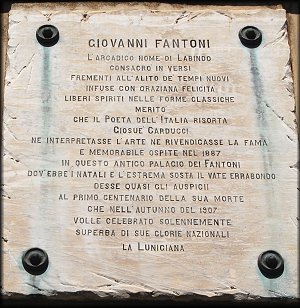 GIOVANNI FANTONI
L'ARCADICO NOME DI LABINDO
CONSACRO IN VERSI
FREMENTI ALL'ALITO DE TEMPI NUOVI
INFUSE CON ORAZIANA FELICITA
LIBERI SPIRITI NELLE FORME CLASSICHE
MERITO
CHE IL POETA DELL'ITALIA RISORTA
GIOSUE CARDUCCI
NE INTERPRETASSE L'ARTE NE RIVENDICASSE LA FAMA
E MEMORABILE OSPITE NEL 1887
IN QUESTO ANTICO PALAGIO DEI FANTONI
DOV'EBBE I NATALI E L'ESTREMA SOSTA IL VATE ERRABONDO
DESSE QUASI GLI AUSPICII
AL PRIMO CENTENARIO DELLA SUA MORTE
CHE NELL'AUTUNNO DEL 1907
VOLLE CELEBRATO SOLENNEMENTE
SUPERBA DI SUE GLORIE NAZIONALI
LA LUNIGIANA